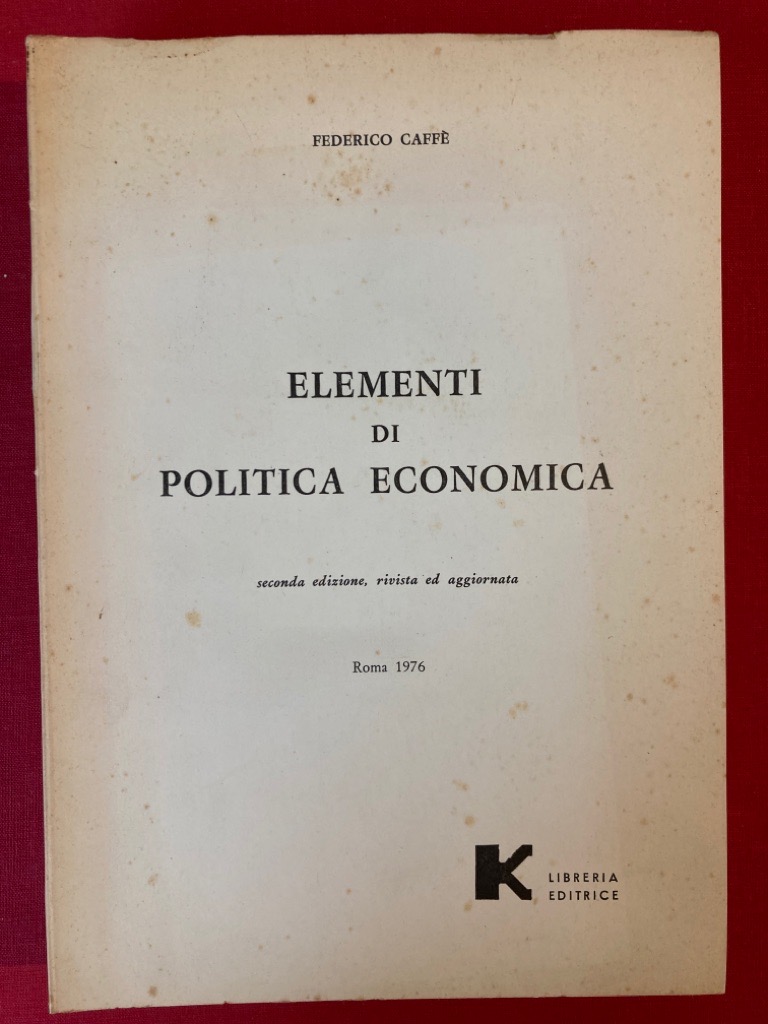 FEDERICO CAFFÈ
ELEMENTI
DI
POLITICA ECONOMICA
seconda edizione, rivista ed aggiornata
Roma 1976
K LIBRERIA
EDITRICE